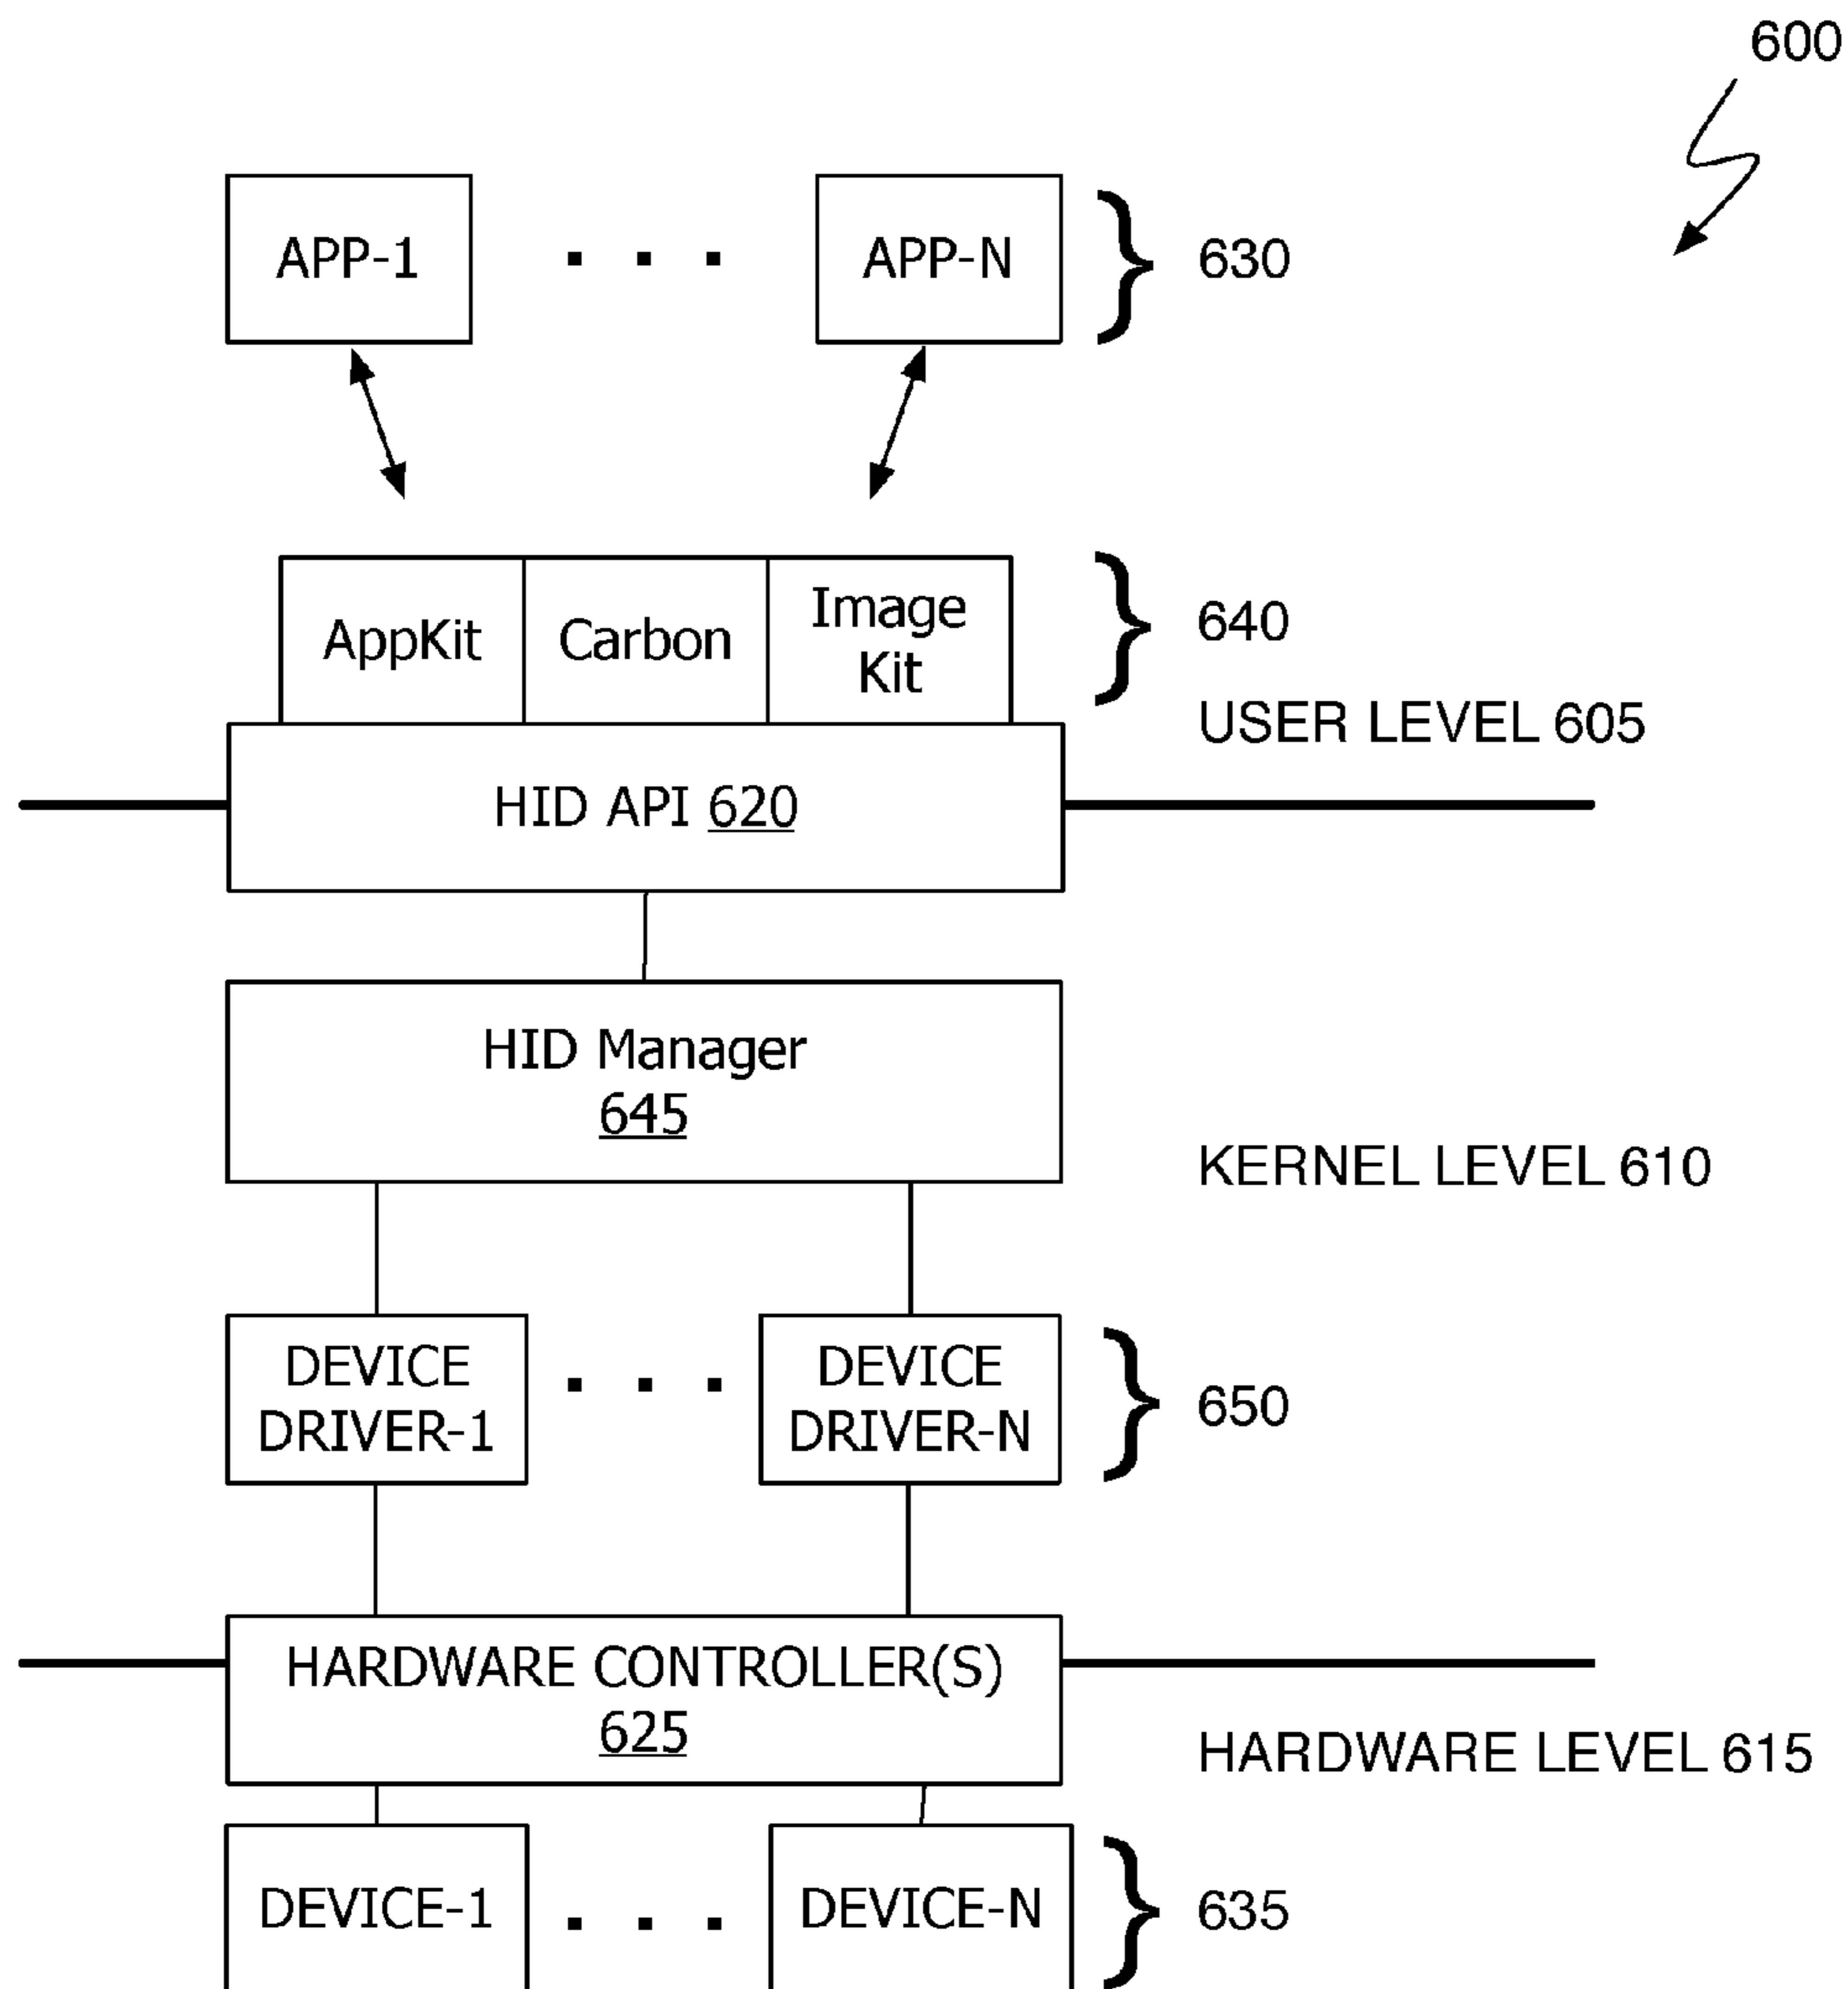 600
APP-1
. . .
APP-N
630
AppKit
Carbon
Image
Kit
640
USER LEVEL 605
HID API 620
HID Manager
645
KERNEL LEVEL 610
DEVICE
DRIVER-1
. . .
DEVICE
DRIVER-N
650
HARDWARE CONTROLLER(S)
625
HARDWARE LEVEL 615
DEVICE-1
. . .
DEVICE-N
635